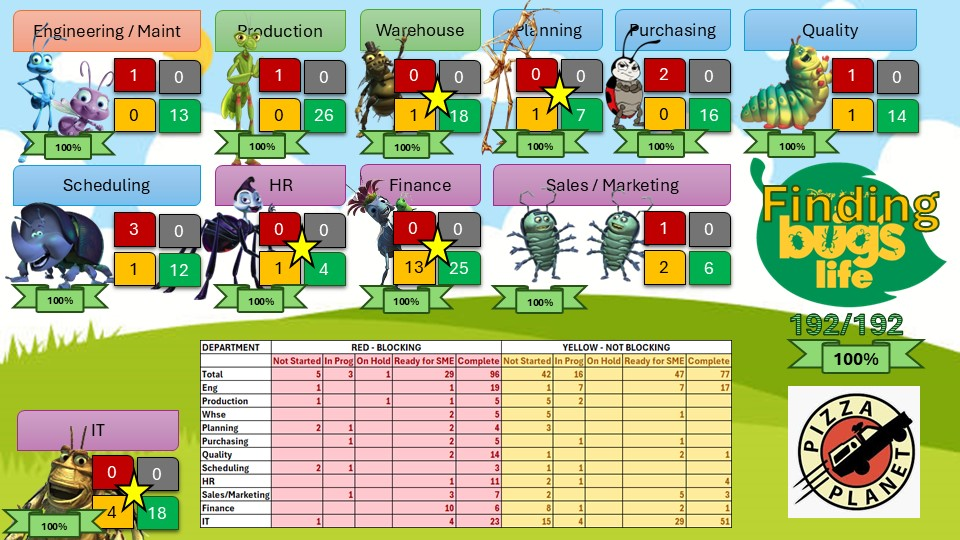 Engineering / Maint
Production
Warehouse
Planning
Purchasing
Quality
1 0
0 13
100%
1 0
0 26
100%
0 0
1 18
100%
0 0
1 7
100%
2 0
0 16
100%
1 0
1 14
100%
Scheduling
HR
Finance
Sales / Marketing
3 0
1 12
100%
0 0
1 4
100%
0 0
13 25
100%
1 0
2 6
100%
Finding
bugs
life
192/192
100%
IT
0 0
4 18
100%
DEPARTMENT RED - BLOCKING YELLOW - NOT BLOCKING
Not Started In Prog On Hold Ready for SME Complete Not Started In Prog On Hold Ready for SME Complete
Total 5 3 1 29 96 42 16 47 77
Eng 1 1 19 1 7 7 17
Production 1 1 1 5 5 2
Whse 2 5 5 1
Planning 2 1 2 4 3
Purchasing 1 2 5 1 1
Quality 2 14 1 2 1
Scheduling 2 1 3 1 1
HR 1 11 2 1 4
Sales/Marketing 1 3 7 2 5 3
Finance 10 6 8 1 2 1
IT 1 4 23 15 4 29 51
PIZZA
PLANET